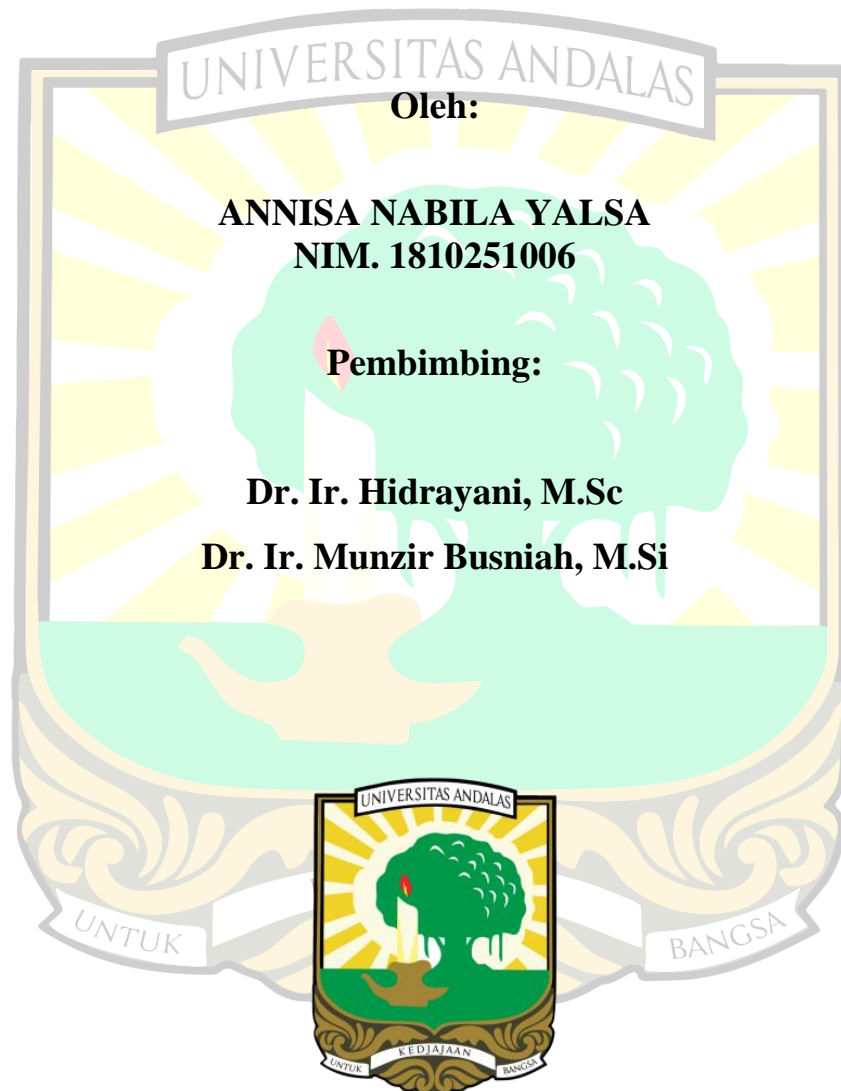 UNIVERSITAS ANDALAS
Oleh:
ANNISA NABILA YALSA
NIM. 1810251006
Pembimbing:
Dr. Ir. Hidrayani, M.Sc
Dr. Ir. Munzir Busniah, M.Si
UNIVERSITAS ANDALAS
UNTUK
BANGSA
UNTUK KEDJAJAAN BANGSA